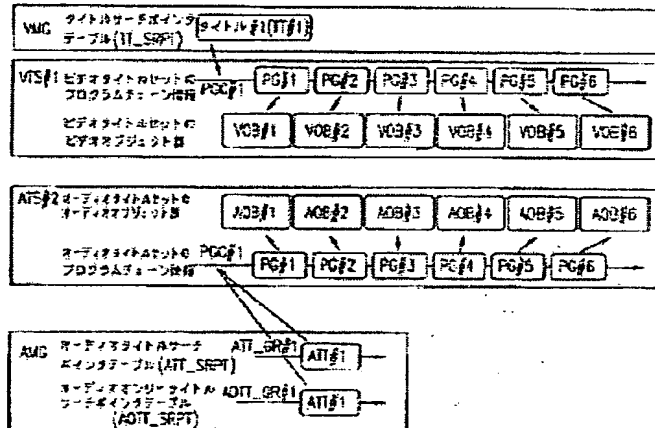 VMG タイトルサーチポインタ
テーブル(TT_SRPT)
タイトル#1(TT#1)
VTS#1 ビデオタイトルセットの
プログラムチェーン情報
PGC#1
PG#1 PG#2 PG#3 PG#4 PG#5 PG#6
ビデオタイトルセットの
ビデオオブジェクト部
VOB#1 VOB#2 VOB#3 VOB#4 VOB#5 VOB#6
ATS#2 オーディオタイトルセットの
オーディオオブジェクト部
AOB#1 AOB#2 AOB#3 AOB#4 AOB#5 AOB#6
オーディオタイトルセットの
プログラムチェーン情報
PGC#1
PG#1 PG#2 PG#3 PG#4 PG#5 PG#6
AMG オーディオタイトルサーチ
ポインタテーブル(ATT_SRPT)
ATT_GR#1 ATT#1
オーディオオンリータイトル
サーチポインタテーブル
(AOTT_SRPT)
AOTT_GR#1 ATT#1